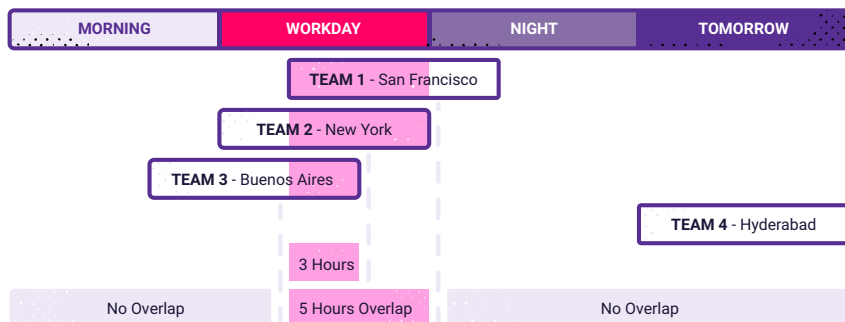 MORNING WORKDAY NIGHT TOMORROW
TEAM 1 - San Francisco
TEAM 2 - New York
TEAM 3 - Buenos Aires
TEAM 4 - Hyderabad
3 Hours
No Overlap 5 Hours Overlap No Overlap